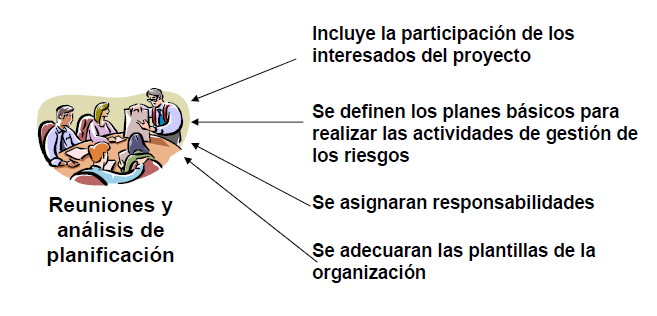 Incluye la participación de los
interesados del proyecto
Se definen los planes básicos para
realizar las actividades de gestión de
los riesgos
Se asignaran responsabilidades
Se adecuaran las plantillas de la
organización
Reuniones y
análisis de
planificación